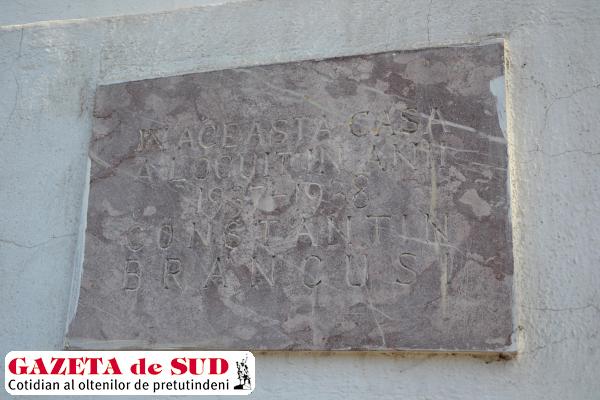 IN ACEASTA CASA
A LOCUIT IN ANII
1937-1938
CONSTANTIN
BRANCUSI
GAZETA de SUD
Cotidian al oltenilor de pretutindeni